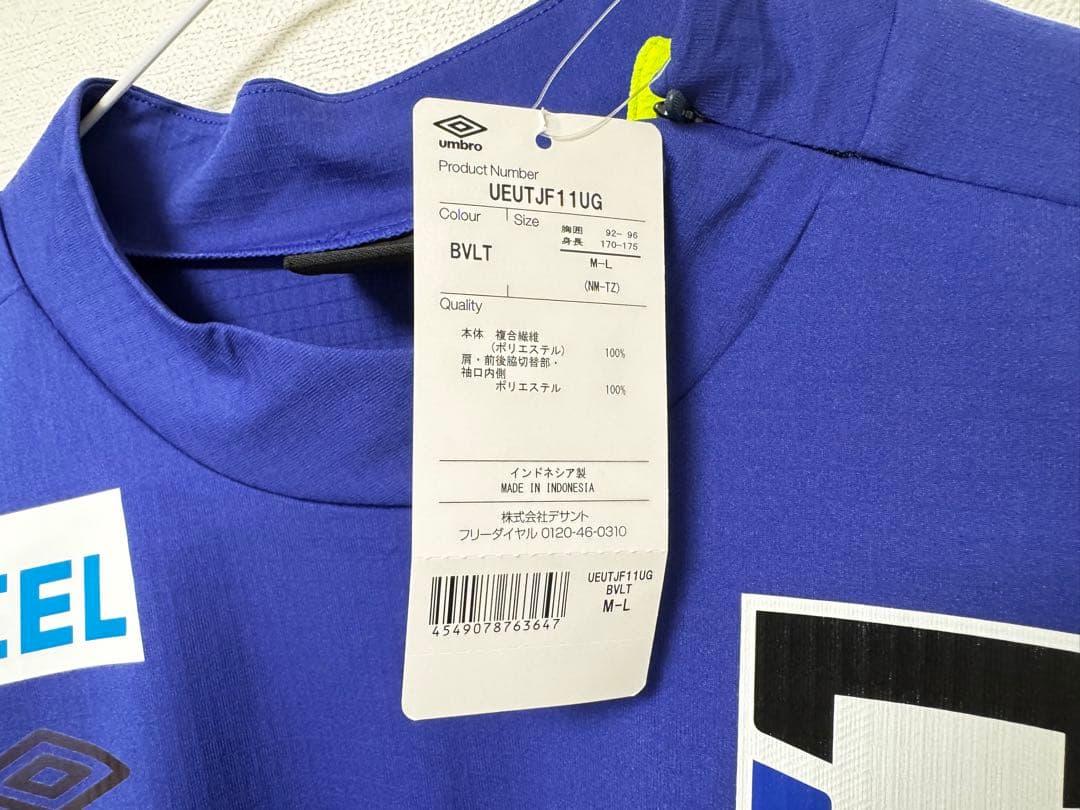 umbro
Product Number
UEUTJF11UG
Colour
Size
胸囲 92- 96
身長 170-175
BVLT
M-L
(NM-TZ)
Quality
本体 複合繊維
(ポリエステル) 100%
肩・前後脇切替部・
袖口内側
ポリエステル 100%
インドネシア製
MADE IN INDONESIA
株式会社デサント
フリーダイヤル 0120-46-0310
UEUTJF11UG
BVLT
M-L
4549078763647
CEL